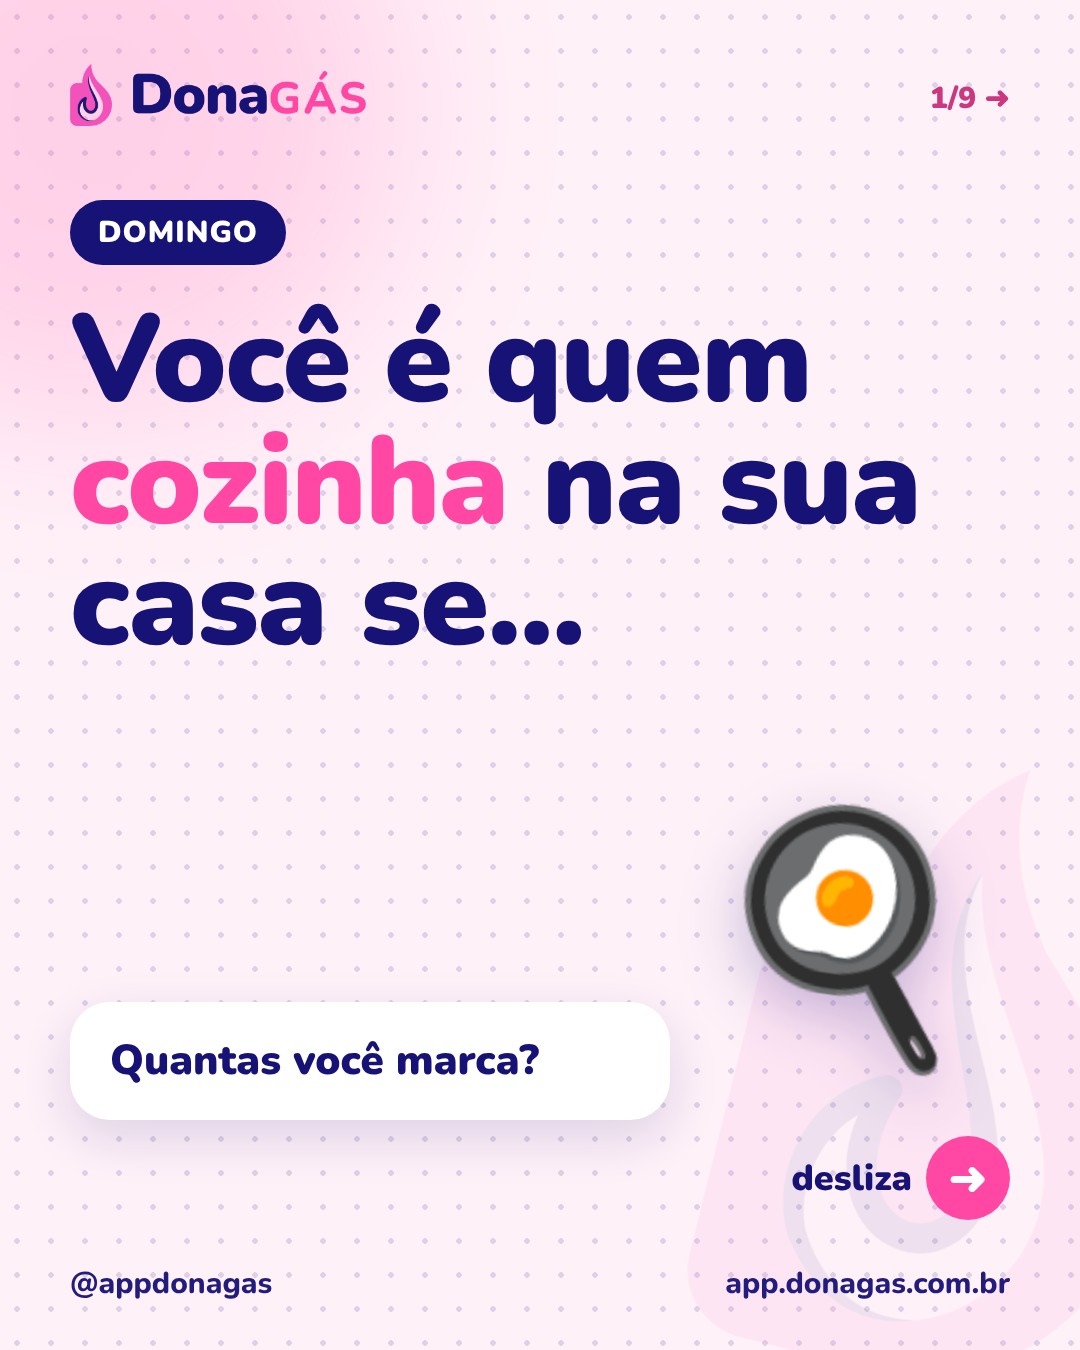 DonaGÁS
1/9 →
DOMINGO
Você é quem
cozinha na sua
casa se...
Quantas você marca?
desliza →
@appdonagas
app.donagas.com.br